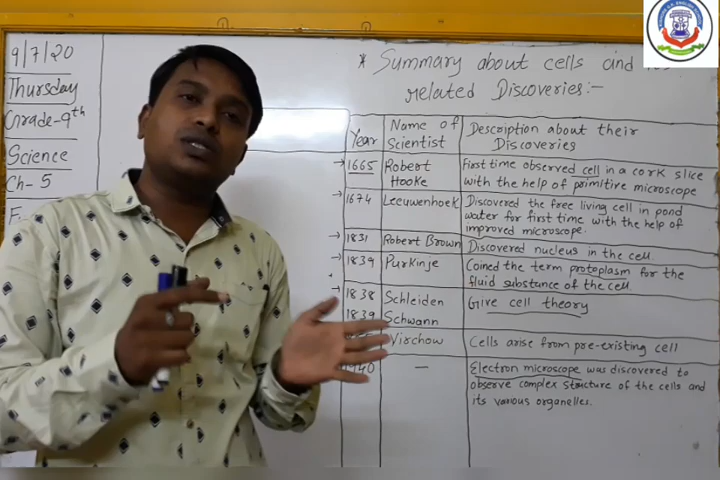 9/7/20
Thursday
Grade-9th
Science
Ch-5
* Summary about cells and
related Discoveries:-
Year
Name of
Scientist
Description about their
Discoveries
→ 1665
Robert
Hooke
First time observed cell in a cork slice
with the help of primitive microscope
→ 1674
Leeuwenhoek
Discovered the free living cell in pond
water for first time with the help of
improved microscope.
→ 1831
Robert Brown
Discovered nucleus in the cell
→ 1839
Purkinje
Coined the term protoplasm for the
fluid substance of the cell
→ 1838
Schleiden
Give cell theory
1839
Schwann
Virchow
Cells arise from pre-existing cell
1940
—
Electron microscope was discovered to
observe complex structure of the cells and
its various organelles.